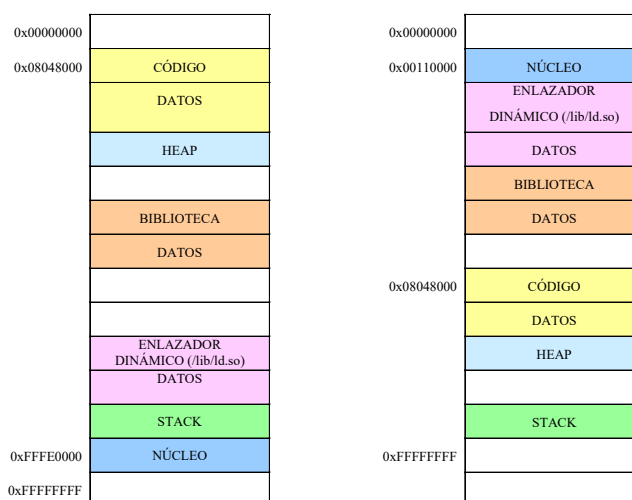 0x00000000
0x08048000
CÓDIGO
DATOS
HEAP
BIBLIOTECA
DATOS
ENLAZADOR
DINÁMICO (/lib/ld.so)
DATOS
STACK
0xFFFE0000
NÚCLEO
0xFFFFFFFF
0x00000000
0x00110000
NÚCLEO
ENLAZADOR
DINÁMICO (/lib/ld.so)
DATOS
BIBLIOTECA
DATOS
0x08048000
CÓDIGO
DATOS
HEAP
STACK
0xFFFFFFFF